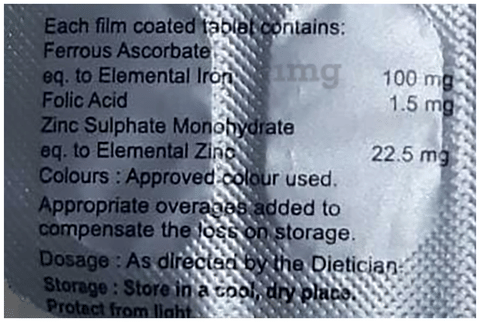 Each film coated tablet contains:
Ferrous Ascorbate
eq. to Elemental Iron 100 mg
Folic Acid 1.5 mg
Zinc Sulphate Monohydrate
eq. to Elemental Zinc 22.5 mg
Colours : Approved colour used.
Appropriate overages added to
compensate the loss on storage.
Dosage : As directed by the Dietician.
Storage : Store in a cool, dry place.
Protect from light